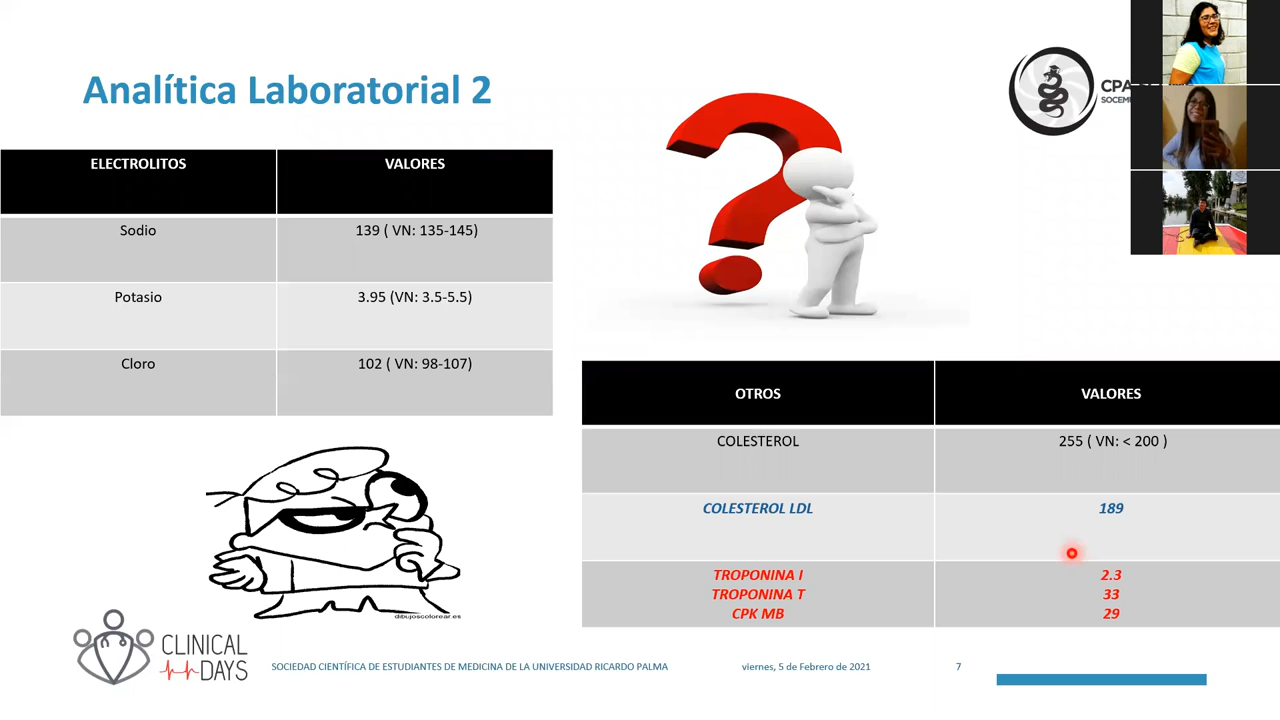 Analítica Laboratorial 2
ELECTROLITOS VALORES
Sodio 139 ( VN: 135-145)
Potasio 3.95 (VN: 3.5-5.5)
Cloro 102 ( VN: 98-107)
OTROS VALORES
COLESTEROL 255 ( VN: < 200 )
COLESTEROL LDL 189
TROPONINA I 2.3
TROPONINA T 33
CPK MB 29
dibujoscolorear.es
CLINICAL
DAYS
SOCIEDAD CIENTÍFICA DE ESTUDIANTES DE MEDICINA DE LA UNIVERSIDAD RICARDO PALMA viernes, 5 de Febrero de 2021 7